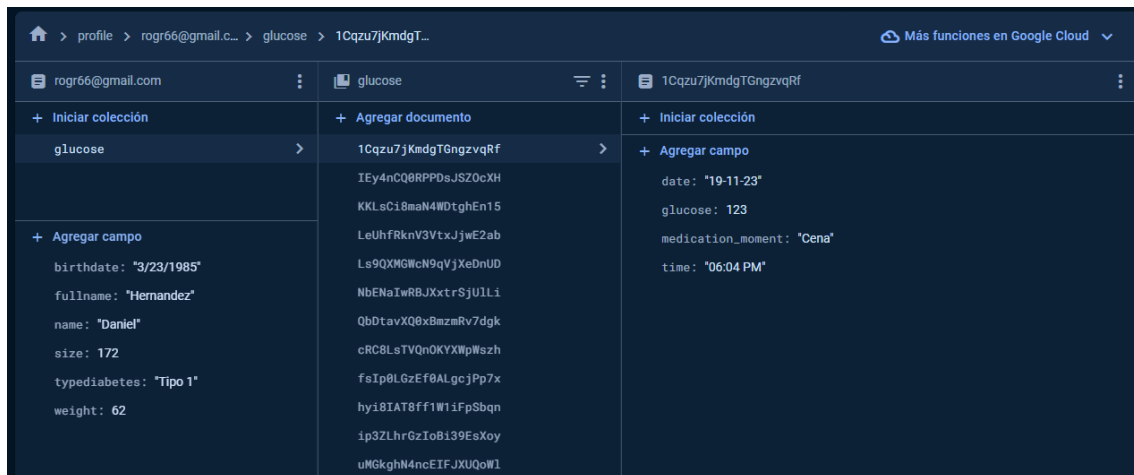 profile > rogr66@gmail.c... > glucose > 1Cqzu7jKmdgT...
Más funciones en Google Cloud
rogr66@gmail.com
+ Iniciar colección
glucose
+ Agregar campo
birthdate: "3/23/1985"
fullname: "Hernandez"
name: "Daniel"
size: 172
typediabetes: "Tipo 1"
weight: 62
glucose
+ Agregar documento
1Cqzu7jKmdgTGngzvqRf
IEy4nCQ0RPPDsJSZOcXH
KKLsCi8maN4WDtghEn15
LeUhfRknV3VtxJjwE2ab
Ls9QXMGWcN9qVjXeDnUD
NbENaIwRBJXxtrSjUlLi
QbDtavXQ0xBmzmRv7dgk
cRC8LsTVQnOKYXWpWszh
fsIp0LGzEf0ALgcjPp7x
hyi8IAT8ff1W1iFpSbqn
ip3ZLhrGzIoBi39EsXoy
uMGkghN4ncEIFJXUQoWl
1Cqzu7jKmdgTGngzvqRf
+ Iniciar colección
+ Agregar campo
date: "19-11-23"
glucose: 123
medication_moment: "Cena"
time: "06:04 PM"